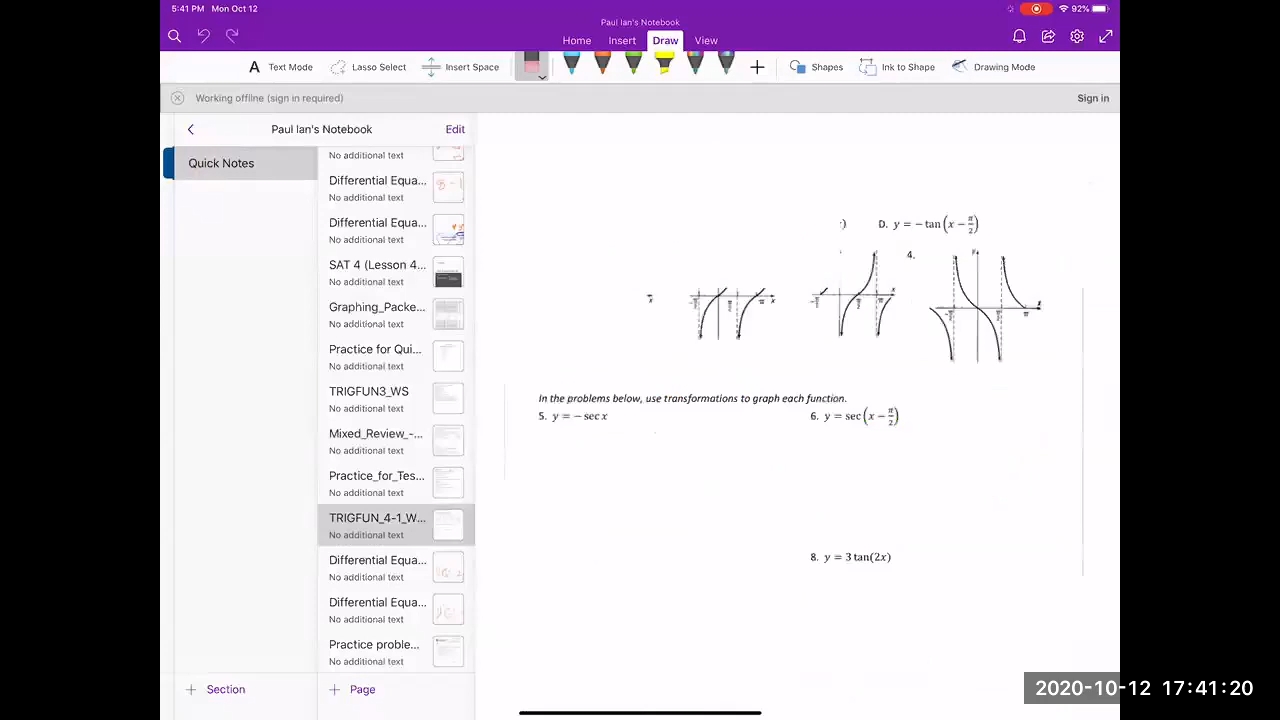 5:41 PM Mon Oct 12
92%
Paul Ian's Notebook
Home Insert Draw View
Text Mode Lasso Select Insert Space Shapes Ink to Shape Drawing Mode
Working offline (sign in required) Sign in
Paul Ian's Notebook Edit
Quick Notes
No additional text
Differential Equa...
No additional text
Differential Equa...
No additional text
SAT 4 (Lesson 4...
No additional text
Graphing_Packe...
No additional text
Practice for Qui...
No additional text
TRIGFUN3_WS
No additional text
Mixed_Review_-...
No additional text
Practice_for_Tes...
No additional text
TRIGFUN_4-1_W...
No additional text
Differential Equa...
No additional text
Differential Equa...
No additional text
Practice proble...
No additional text
+ Section + Page
D. y = − tan (x − π/2)
4.
In the problems below, use transformations to graph each function.
5. y = − sec x
6. y = sec (x − π/2)
8. y = 3 tan(2x)
2020-10-12 17:41:20